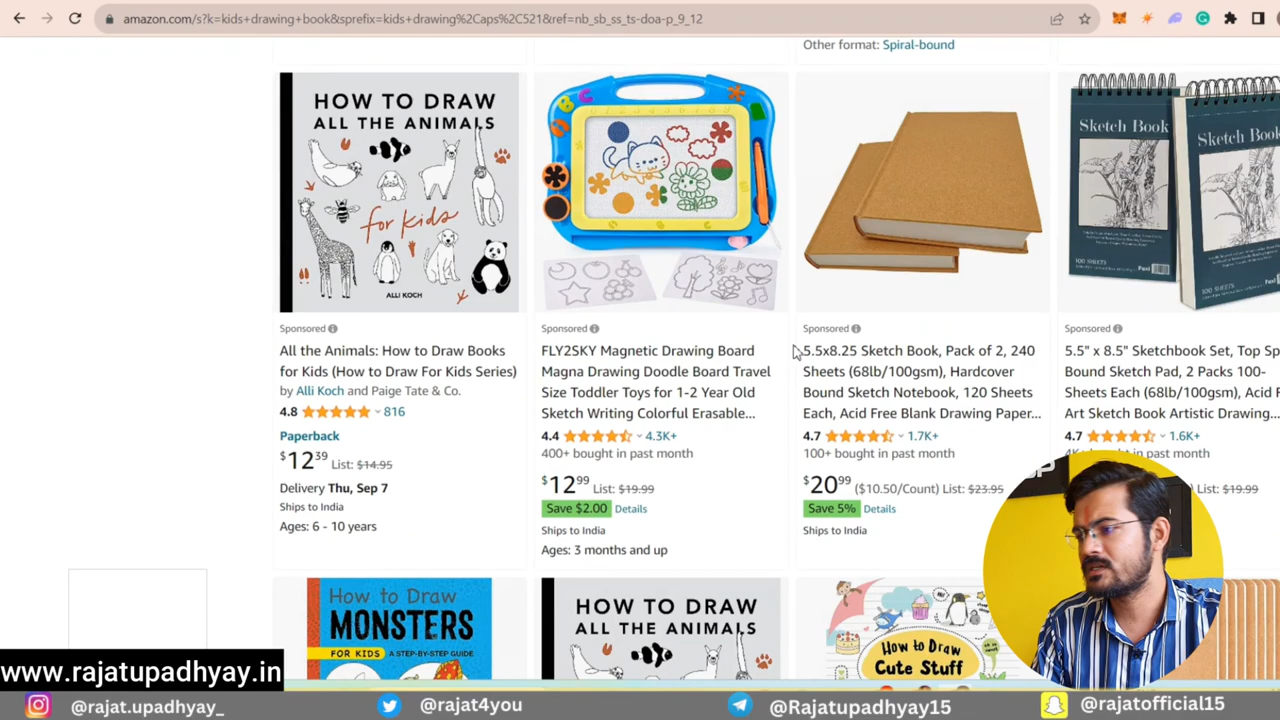 amazon.com/s?k=kids+drawing+book&sprefix=kids+drawing%2Caps%2C521&ref=nb_sb_ss_ts-doa-p_9_12
Other format: Spiral-bound
HOW TO DRAW
ALL THE ANIMALS
for kids
ALLI KOCH
Sketch Book
100 SHEETS
Sketch Book
100 SHEETS
Sponsored
All the Animals: How to Draw Books
for Kids (How to Draw For Kids Series)
by Alli Koch and Paige Tate & Co.
4.8 816
Paperback
$12 39 List: $14.95
Delivery Thu, Sep 7
Ships to India
Ages: 6 - 10 years
Sponsored
FLY2SKY Magnetic Drawing Board
Magna Drawing Doodle Board Travel
Size Toddler Toys for 1-2 Year Old
Sketch Writing Colorful Erasable...
4.4 4.3K+
400+ bought in past month
$12 99 List: $19.99
Save $2.00 Details
Ships to India
Ages: 3 months and up
Sponsored
5.5x8.25 Sketch Book, Pack of 2, 240
Sheets (68lb/100gsm), Hardcover
Bound Sketch Notebook, 120 Sheets
Each, Acid Free Blank Drawing Paper...
4.7 1.7K+
100+ bought in past month
$20 99 ($10.50/Count) List: $23.95
Save 5% Details
Ships to India
Sponsored
5.5" x 8.5" Sketchbook Set, Top Sp
Bound Sketch Pad, 2 Packs 100-
Sheets Each (68lb/100gsm), Acid F
Art Sketch Book Artistic Drawing...
4.7 1.6K+
bought in past month
List: $19.99
How to Draw
MONSTERS
FOR KIDS A STEP-BY-STEP GUIDE
HOW TO DRAW
ALL THE ANIMALS
How to Draw
Cute Stuff
www.rajatupadhyay.in
@rajat.upadhyay_ @rajat4you @Rajatupadhyay15 @rajatofficial15